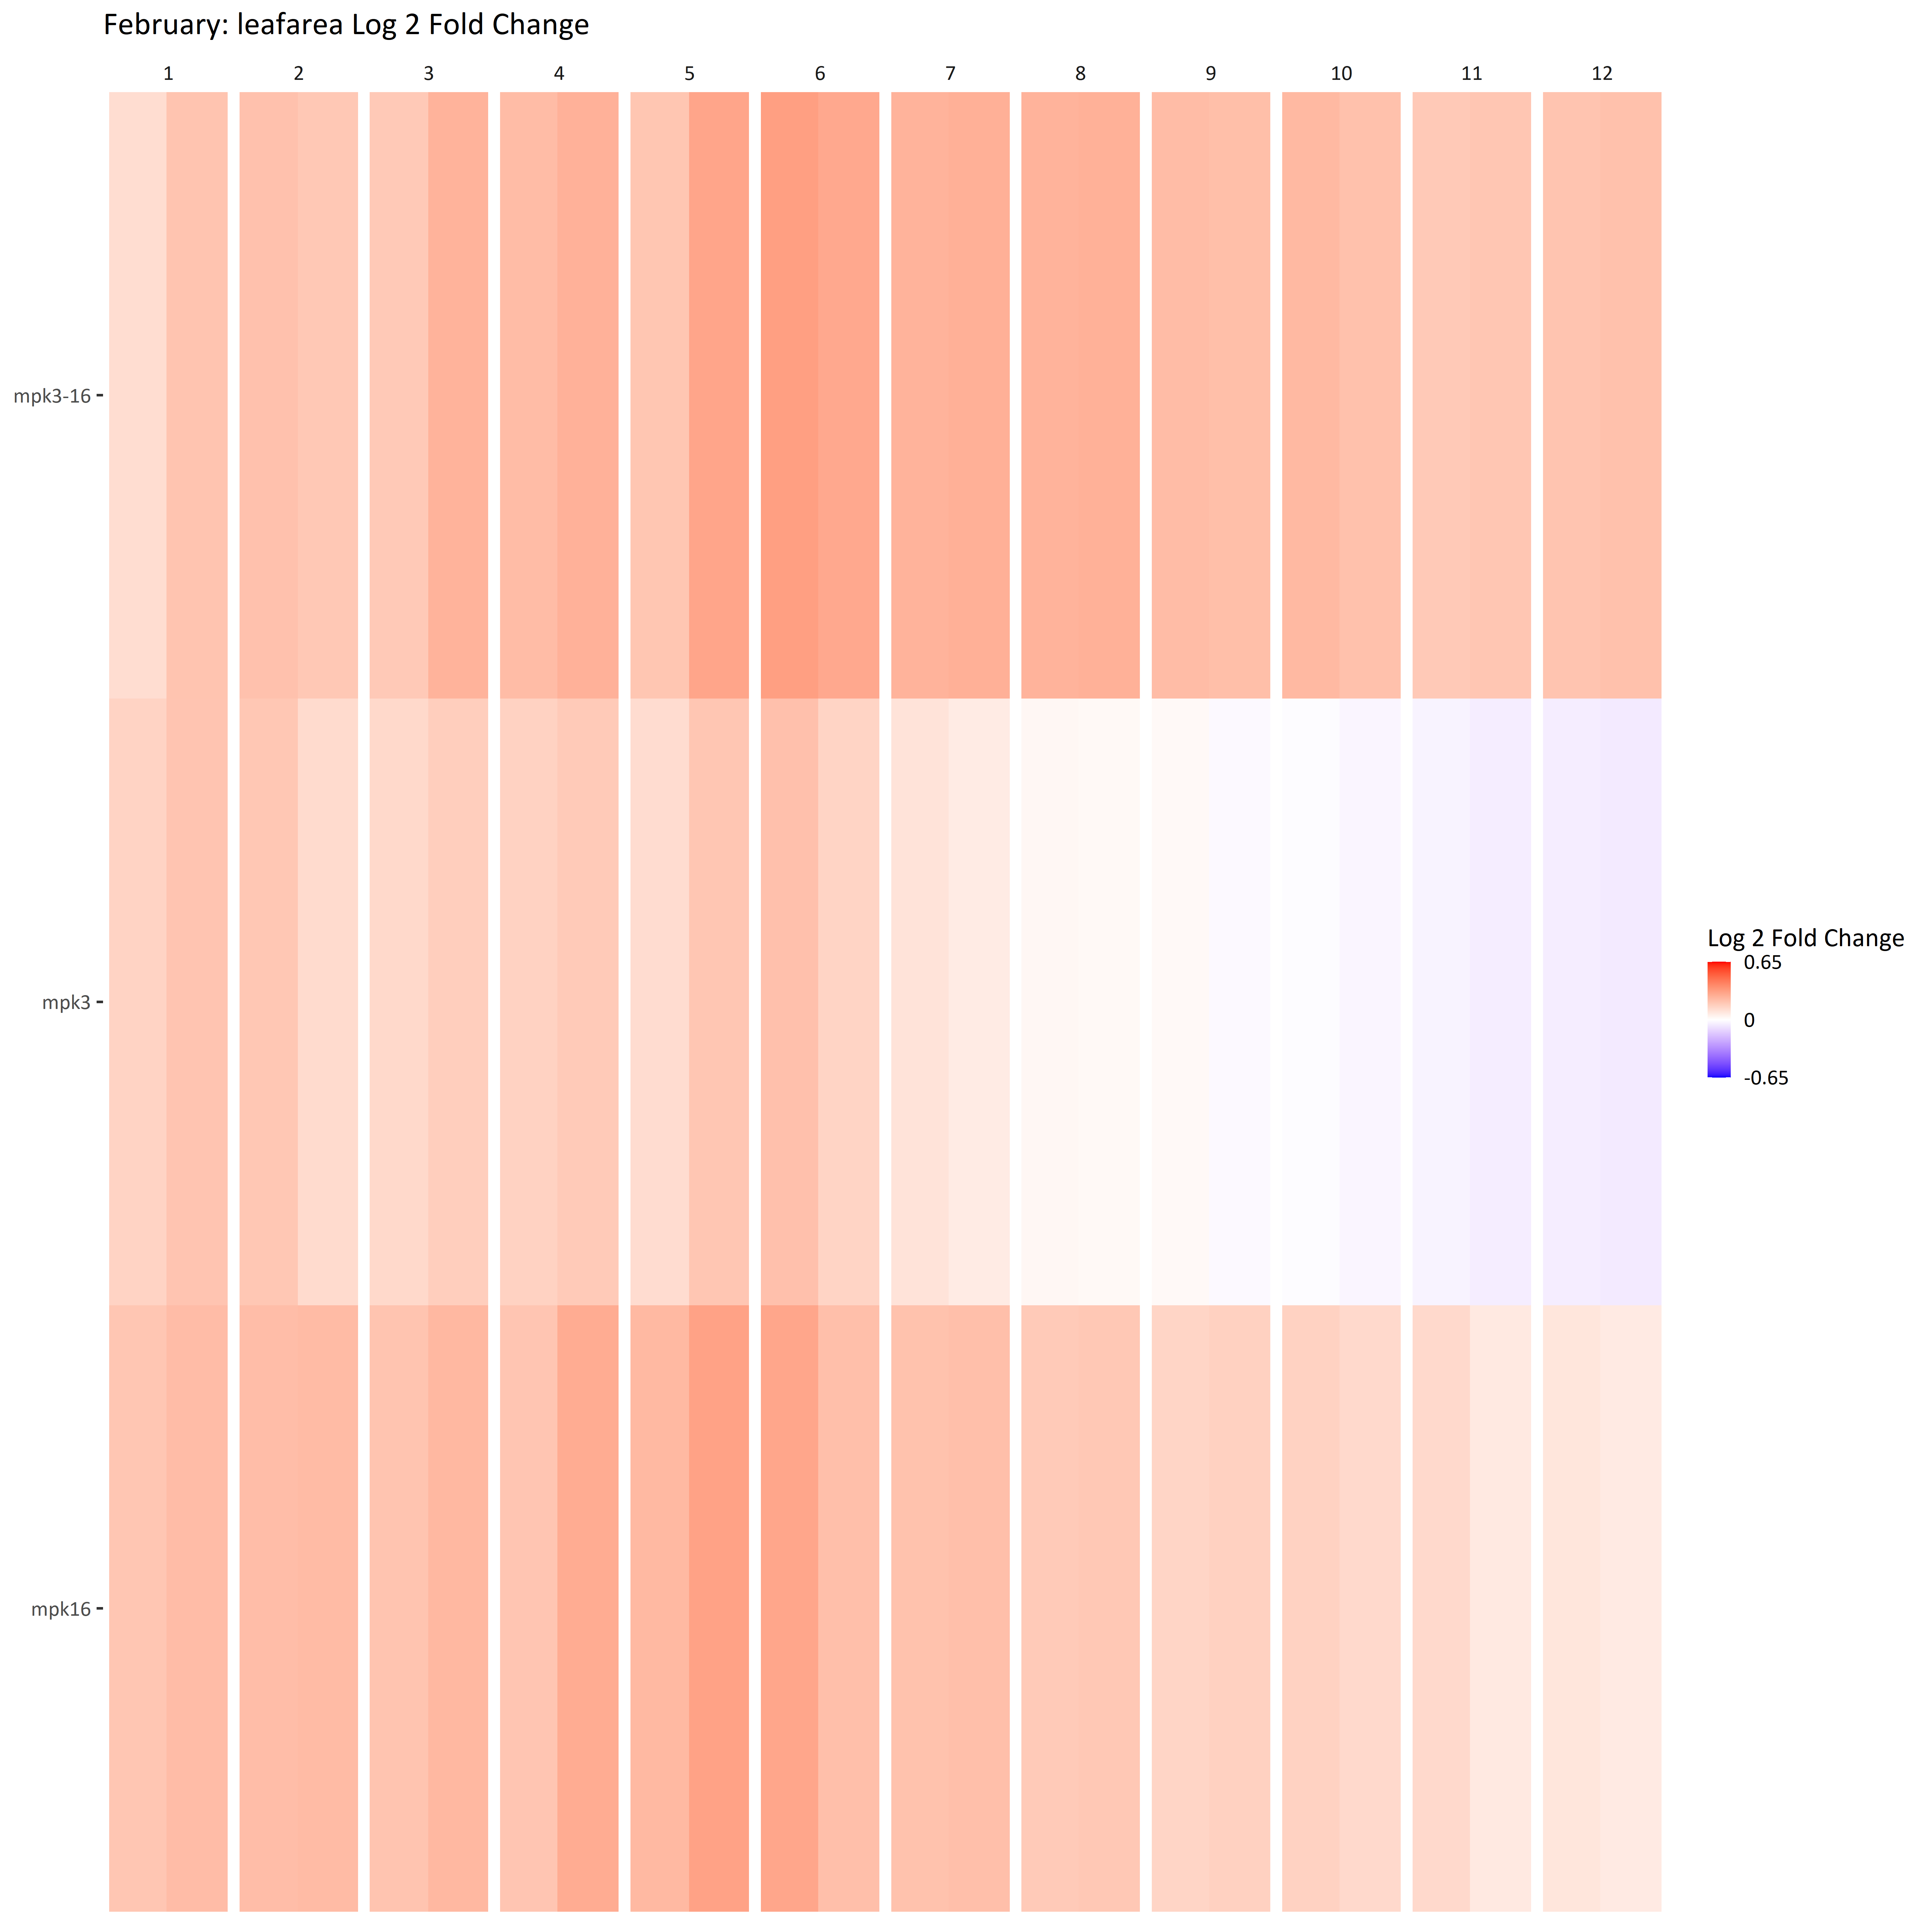 February: leafarea Log 2 Fold Change
1 2 3 4 5 6 7 8 9 10 11 12
mpk3-16
mpk3
mpk16
Log 2 Fold Change
0.65
0
-0.65